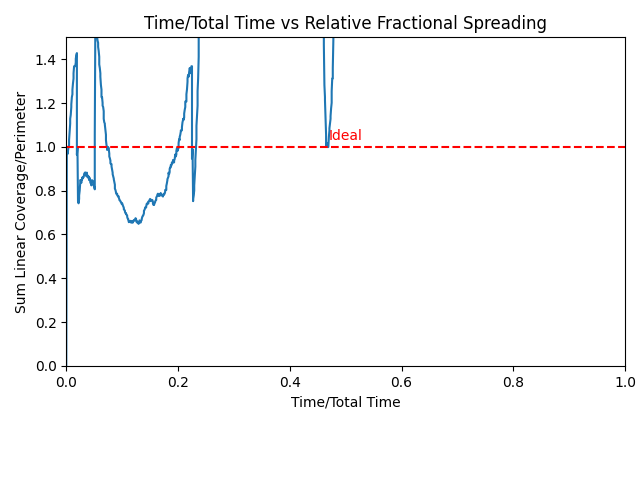 Time/Total Time vs Relative Fractional Spreading
Sum Linear Coverage/Perimeter
1.4
1.2
1.0
0.8
0.6
0.4
0.2
0.0
Ideal
0.0 0.2 0.4 0.6 0.8 1.0
Time/Total Time